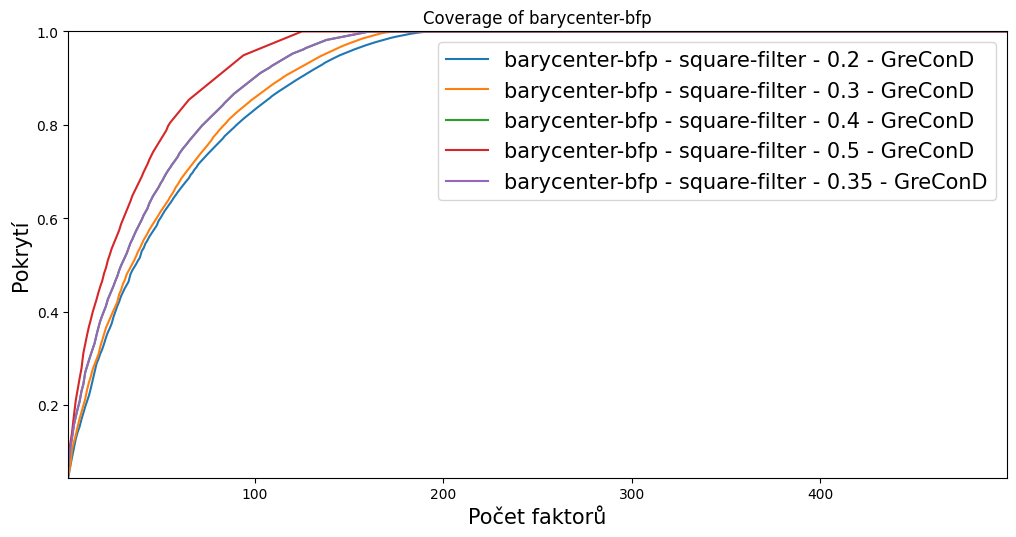 Coverage of barycenter-bfp
1.0
0.8
0.6
0.4
0.2
Pokrytí
barycenter-bfp - square-filter - 0.2 - GreConD
barycenter-bfp - square-filter - 0.3 - GreConD
barycenter-bfp - square-filter - 0.4 - GreConD
barycenter-bfp - square-filter - 0.5 - GreConD
barycenter-bfp - square-filter - 0.35 - GreConD
100 200 300 400
Počet faktorů